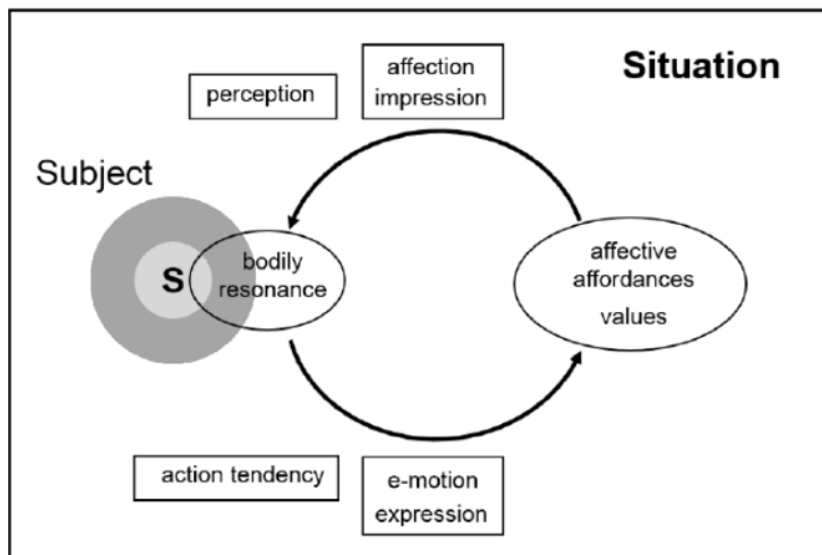 affection
impression
Situation
perception
Subject
S
bodily
resonance
affective
affordances
values
action tendency
e-motion
expression